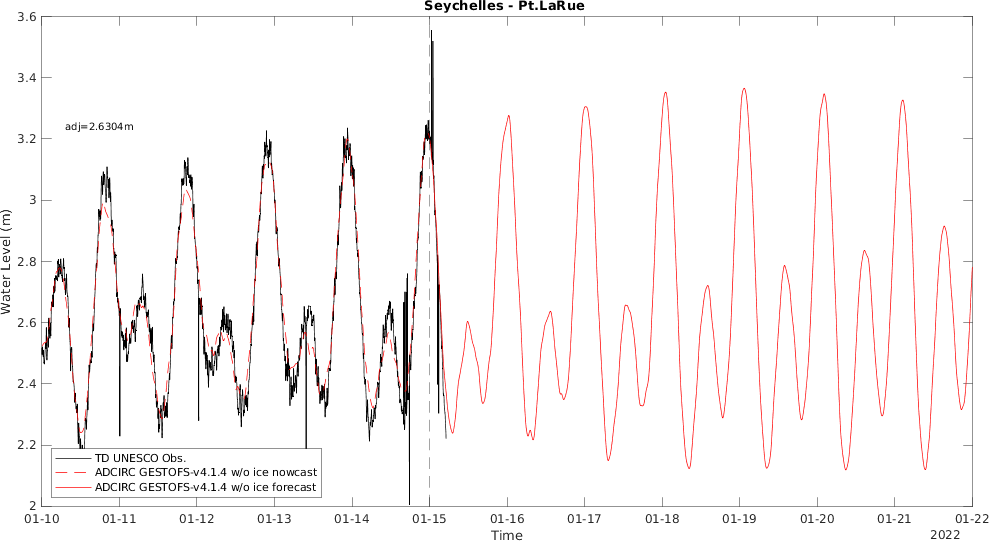 Seychelles - Pt.LaRue
3.6
3.4
3.2
3
2.8
2.6
2.4
2.2
2
Water Level (m)
adj=2.6304m
TD UNESCO Obs.
ADCIRC GESTOFS-v4.1.4 w/o ice nowcast
ADCIRC GESTOFS-v4.1.4 w/o ice forecast
01-10 01-11 01-12 01-13 01-14 01-15 01-16 01-17 01-18 01-19 01-20 01-21 01-22
Time
2022